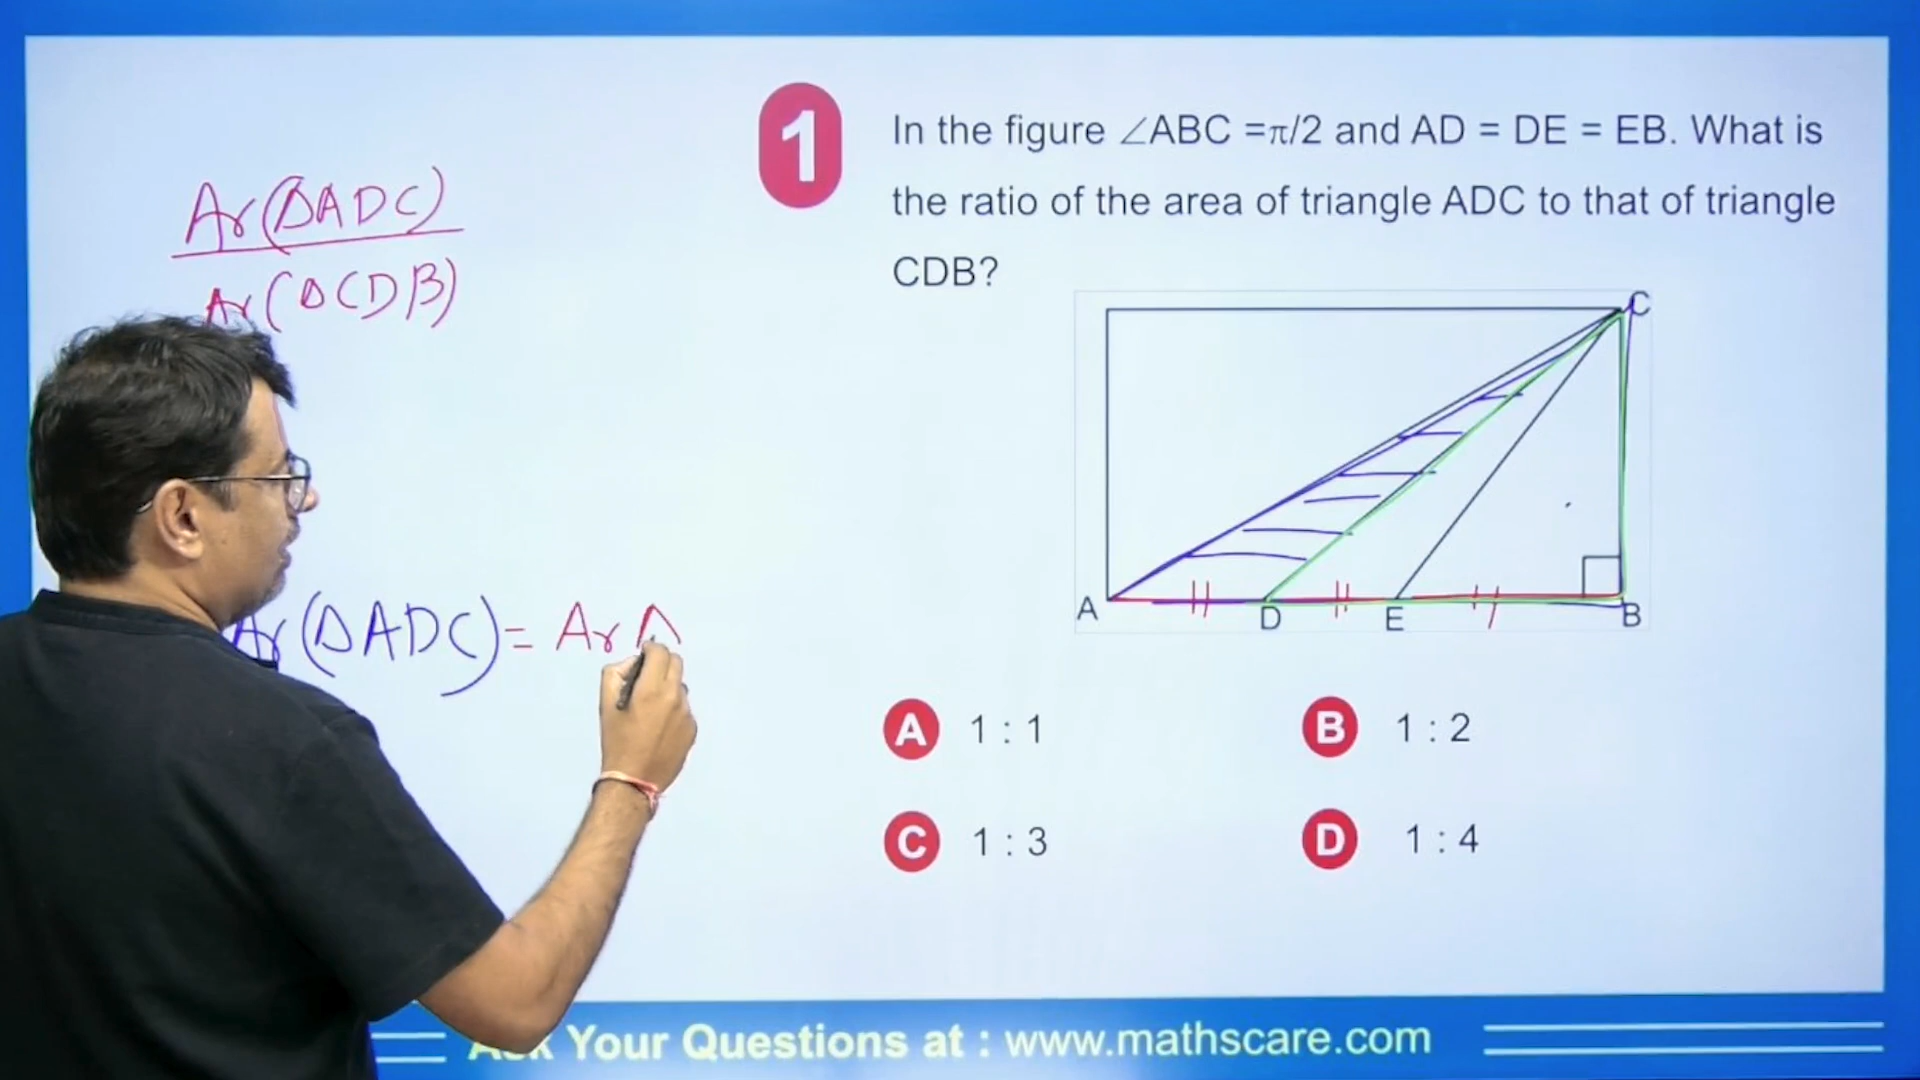 1
In the figure ∠ABC =π/2 and AD = DE = EB. What is
the ratio of the area of triangle ADC to that of triangle
CDB?
Ar(ΔADC)
Ar(ΔCDB)
C
A
D
E
B
Ar(ΔADC) = Ar Δ
A 1 : 1
B 1 : 2
C 1 : 3
D 1 : 4
Ask Your Questions at : www.mathscare.com